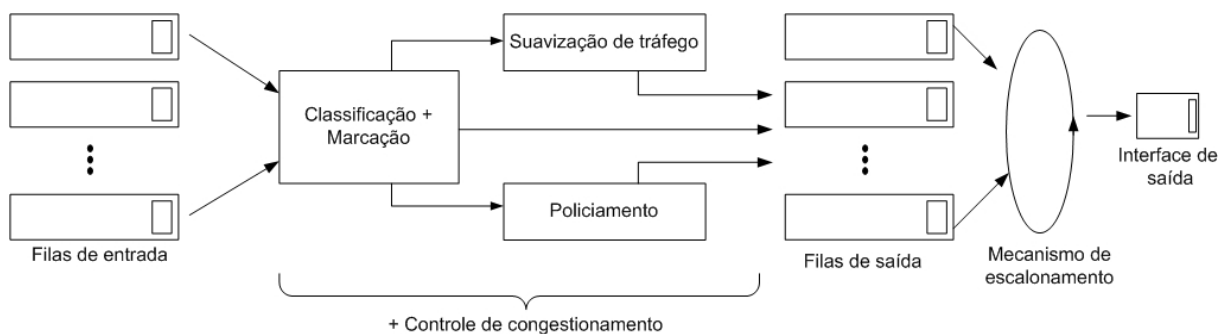 Suavização de tráfego
Classificação +
Marcação
Policiamento
Filas de entrada
Filas de saída
Mecanismo de
escalonamento
Interface de
saída
+ Controle de congestionamento